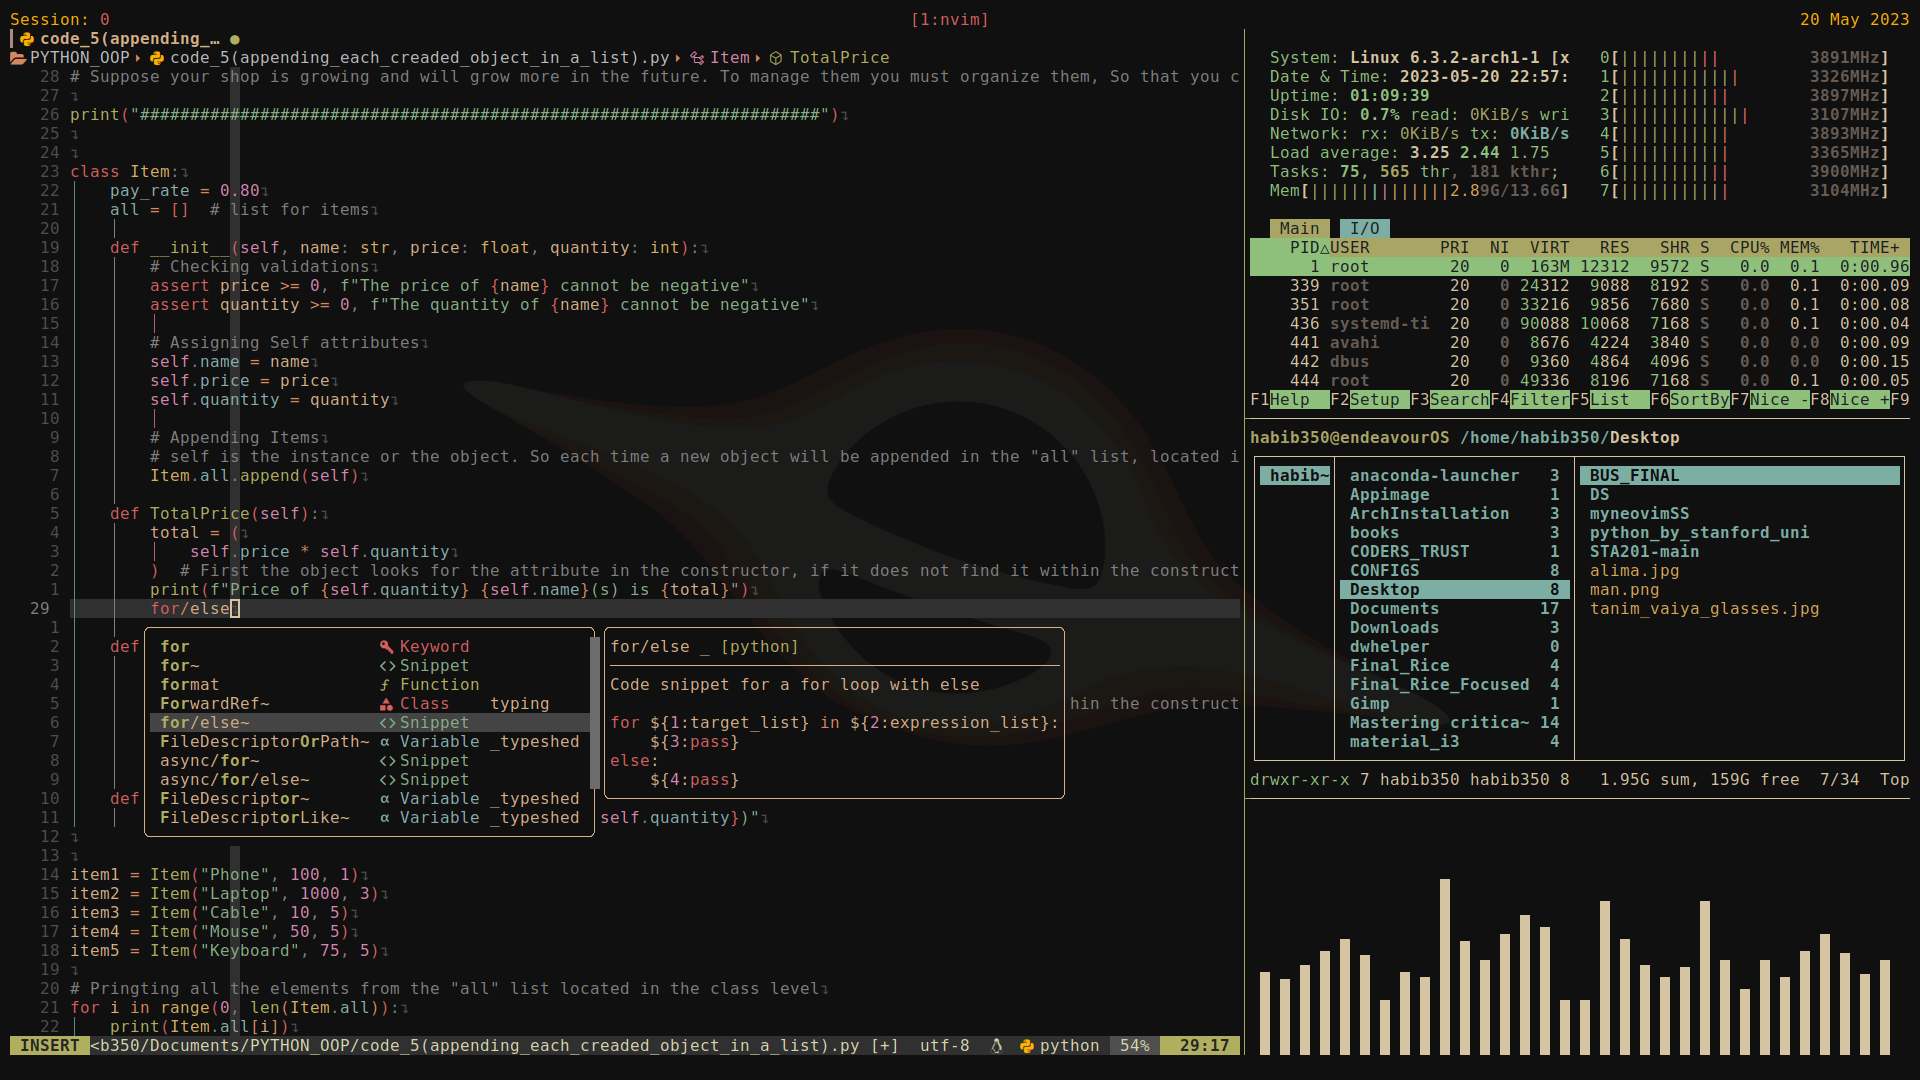 Session: 0
[1:nvim]
20 May 2023
code_5(appending_… ●
PYTHON_OOP code_5(appending_each_creaded_object_in_a_list).py Item TotalPrice
28 # Suppose your shop is growing and will grow more in the future. To manage them you must organize them, So that you c
27
26 print("####################################################################")
25
24
23 class Item:
22 pay_rate = 0.80
21 all = [] # list for items
20
19 def __init__(self, name: str, price: float, quantity: int):
18 # Checking validations
17 assert price >= 0, f"The price of {name} cannot be negative"
16 assert quantity >= 0, f"The quantity of {name} cannot be negative"
15
14 # Assigning Self attributes
13 self.name = name
12 self.price = price
11 self.quantity = quantity
10
9 # Appending Items
8 # self is the instance or the object. So each time a new object will be appended in the "all" list, located i
7 Item.all.append(self)
6
5 def TotalPrice(self):
4 total = (
3 self.price * self.quantity
2 ) # First the object looks for the attribute in the constructor, if it does not find it within the construct
1 print(f"Price of {self.quantity} {self.name}(s) is {total}")
29 for/else
1
2 def
3
4
5 hin the construct
6
7
8
9
10 def
11 self.quantity})"
12
13
14 item1 = Item("Phone", 100, 1)
15 item2 = Item("Laptop", 1000, 3)
16 item3 = Item("Cable", 10, 5)
17 item4 = Item("Mouse", 50, 5)
18 item5 = Item("Keyboard", 75, 5)
19
20 # Pringting all the elements from the "all" list located in the class level
21 for i in range(0, len(Item.all)):
22 print(Item.all[i])
for Keyword
for~ Snippet
format Function
ForwardRef~ Class typing
for/else~ Snippet
FileDescriptorOrPath~ Variable _typeshed
async/for~ Snippet
async/for/else~ Snippet
FileDescriptor~ Variable _typeshed
FileDescriptorLike~ Variable _typeshed
for/else _ [python]
Code snippet for a for loop with else
for ${1:target_list} in ${2:expression_list}:
${3:pass}
else:
${4:pass}
INSERT <b350/Documents/PYTHON_OOP/code_5(appending_each_creaded_object_in_a_list).py [+] utf-8 python 54% 29:17
System: Linux 6.3.2-arch1-1 [x
Date & Time: 2023-05-20 22:57:
Uptime: 01:09:39
Disk IO: 0.7% read: 0KiB/s wri
Network: rx: 0KiB/s tx: 0KiB/s
Load average: 3.25 2.44 1.75
Tasks: 75, 565 thr, 181 kthr;
Mem[||||||||||||||2.89G/13.6G]
0[|||||||||| 3891MHz]
1[|||||||||||| 3326MHz]
2[||||||||||| 3897MHz]
3[||||||||||||| 3107MHz]
4[||||||||||| 3893MHz]
5[||||||||||| 3365MHz]
6[||||||||||| 3900MHz]
7[||||||||||| 3104MHz]
Main I/O
PID△USER PRI NI VIRT RES SHR S CPU% MEM% TIME+
1 root 20 0 163M 12312 9572 S 0.0 0.1 0:00.96
339 root 20 0 24312 9088 8192 S 0.0 0.1 0:00.09
351 root 20 0 33216 9856 7680 S 0.0 0.1 0:00.08
436 systemd-ti 20 0 90088 10068 7168 S 0.0 0.1 0:00.04
441 avahi 20 0 8676 4224 3840 S 0.0 0.0 0:00.09
442 dbus 20 0 9360 4864 4096 S 0.0 0.0 0:00.15
444 root 20 0 49336 8196 7168 S 0.0 0.1 0:00.05
F1Help F2Setup F3SearchF4FilterF5List F6SortByF7Nice -F8Nice +F9
habib350@endeavourOS /home/habib350/Desktop
habib~
anaconda-launcher 3
Appimage 1
ArchInstallation 3
books 3
CODERS_TRUST 1
CONFIGS 8
Desktop 8
Documents 17
Downloads 3
dwhelper 0
Final_Rice 4
Final_Rice_Focused 4
Gimp 1
Mastering critica~ 14
material_i3 4
BUS_FINAL
DS
myneovimSS
python_by_stanford_uni
STA201-main
alima.jpg
man.png
tanim_vaiya_glasses.jpg
drwxr-xr-x 7 habib350 habib350 8 1.95G sum, 159G free 7/34 Top